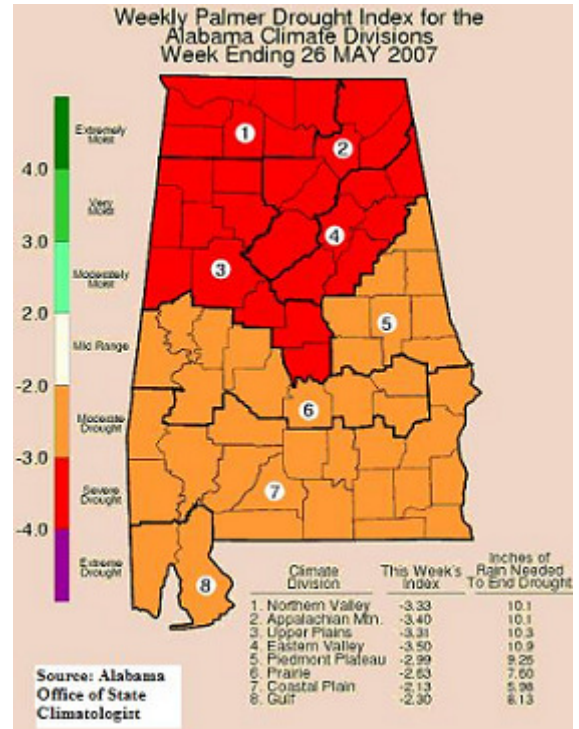 Weekly Palmer Drought Index for the
Alabama Climate Divisions
Week Ending 26 MAY 2007
Extremely
Moist
4.0
Very
Moist
3.0
Moderately
Moist
2.0
Mid Range
-2.0
Moderate
Drought
-3.0
Severe
Drought
-4.0
Extreme
Drought
1
2
3
4
5
6
7
8
Climate Division This Week's Index Inches of Rain Needed To End Drought
1. Northern Valley -3.33 10.1
2. Appalachian Mtn. -3.40 10.1
3. Upper Plains -3.31 10.3
4. Eastern Valley -3.50 10.9
5. Piedmont Plateau -2.99 9.25
6. Prairie -2.63 7.60
7. Coastal Plain -2.13 5.98
8. Gulf -2.30 8.13
Source: Alabama
Office of State
Climatologist